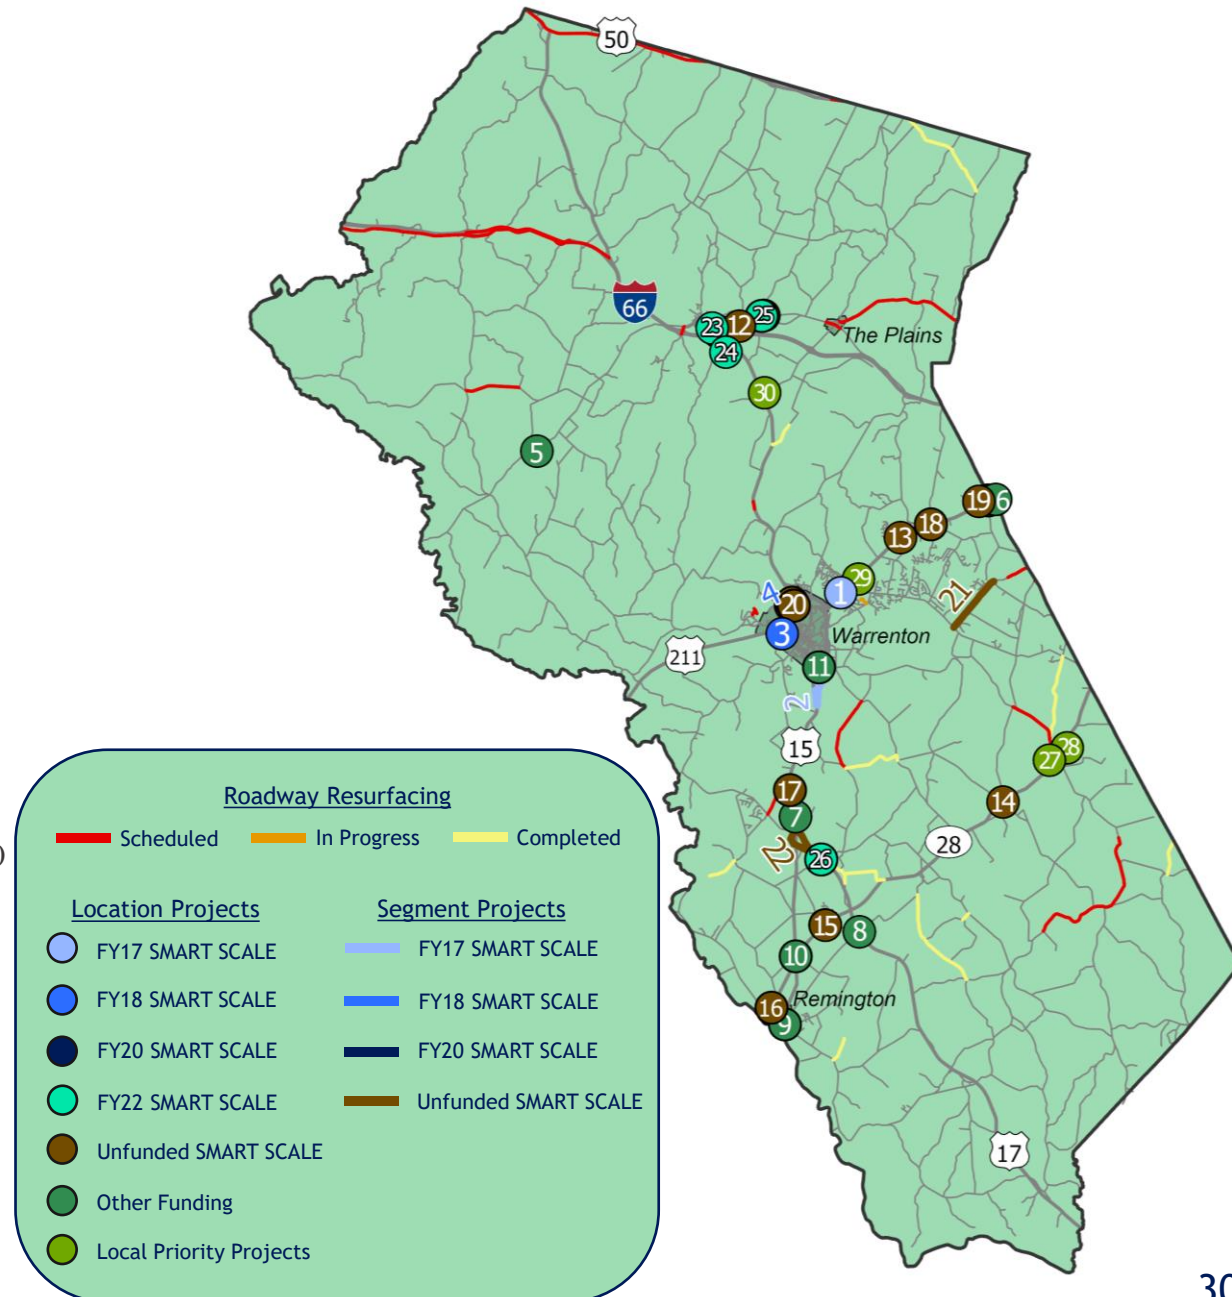 50
66
23
12
25
24
The Plains
30
5
19
6
18
13
29
1
21
4
20
3
Warrenton
211
11
2
15
28
27
17
7
14
22
26
28
15
8
10
16
Remington
9
17
Roadway Resurfacing
Scheduled In Progress Completed
)
Location Projects Segment Projects
FY17 SMART SCALE FY17 SMART SCALE
FY18 SMART SCALE FY18 SMART SCALE
FY20 SMART SCALE FY20 SMART SCALE
FY22 SMART SCALE Unfunded SMART SCALE
Unfunded SMART SCALE
Other Funding
Local Priority Projects
30